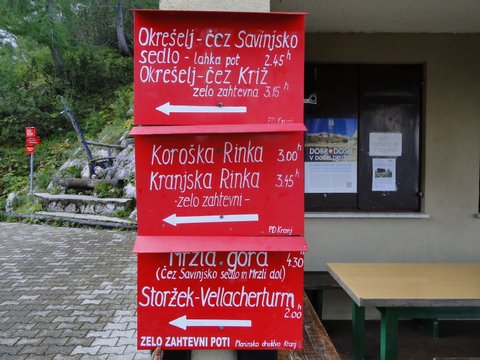 Okrešelj - čez Savinjsko
sedlo - lahka pot 2.45 h
Okrešelj - čez Križ
zelo zahtevna 3.15 h
PD Kranj
Koroška Rinka 3.00 h
Kranjska Rinka 3.45
- zelo zahtevni -
PD Kranj
Mrzla gora 4.30 h
(čez Savinjsko sedlo in Mrzli dol)
Storžek - Vellacherturm
2.00 h
ZELO ZAHTEVNI POTI Planinsko društvo Kranj
DOBRODOŠLI